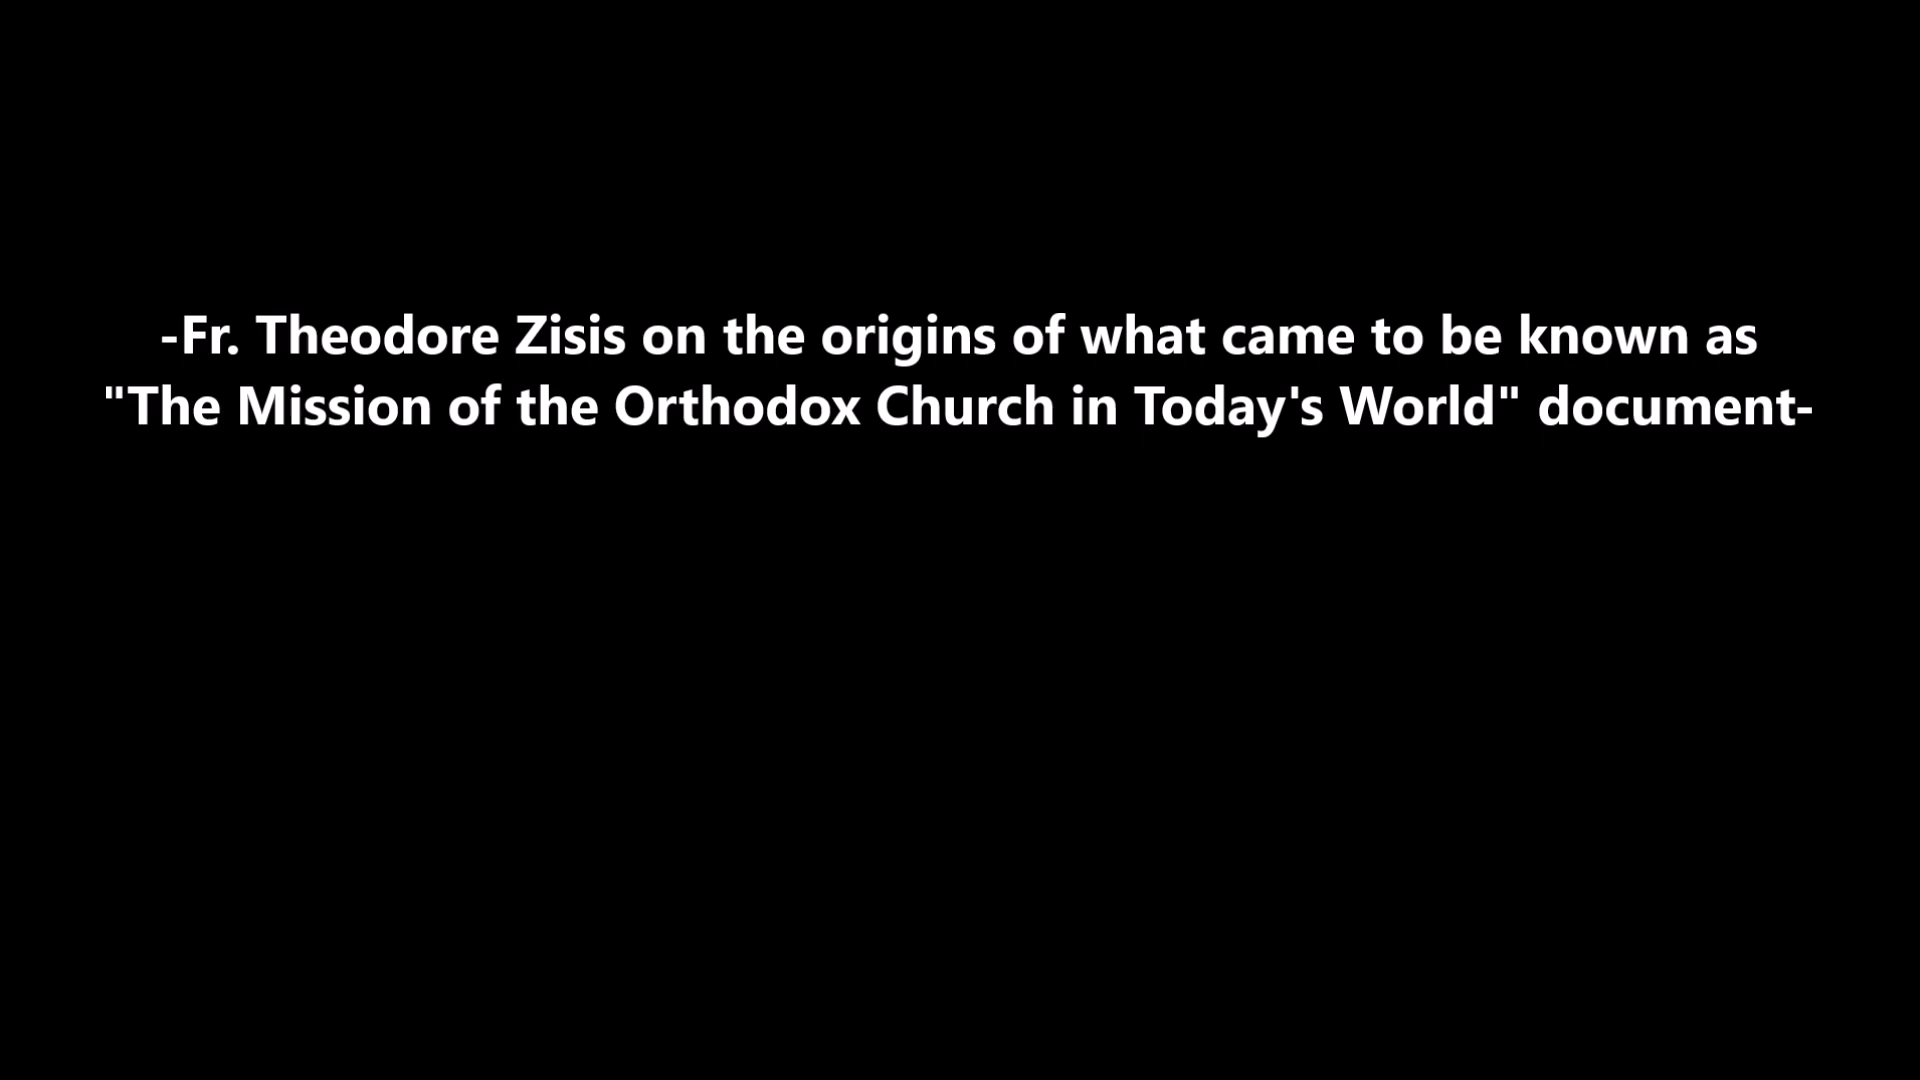 -Fr. Theodore Zisis on the origins of what came to be known as
"The Mission of the Orthodox Church in Today's World" document-